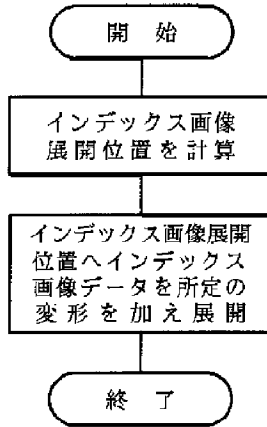 開始
インデックス画像
展開位置を計算
インデックス画像展開
位置へインデックス
画像データを所定の
変形を加え展開
終了